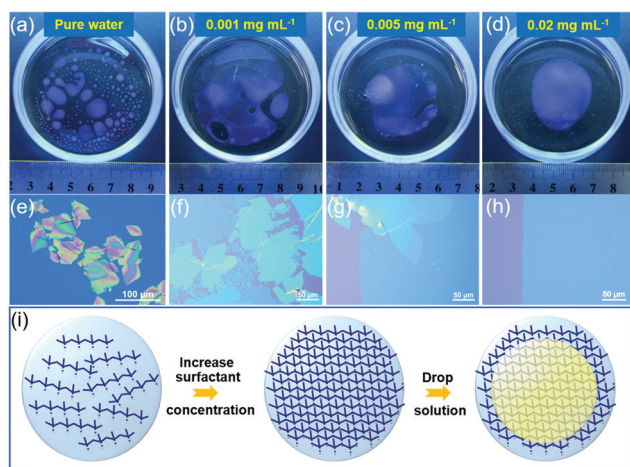 (a) Pure water
(b) 0.001 mg mL⁻¹
(c) 0.005 mg mL⁻¹
(d) 0.02 mg mL⁻¹
2 3 4 5 6 7 8 9
2 3 4 5 6 7 8 9 10
1 2 3 4 5 6 7 8
2 3 4 5 6 7 8
(e) 100 μm
(f) 50 μm
(g) 50 μm
(h) 50 μm
(i)
Increase
surfactant
concentration
Drop
solution